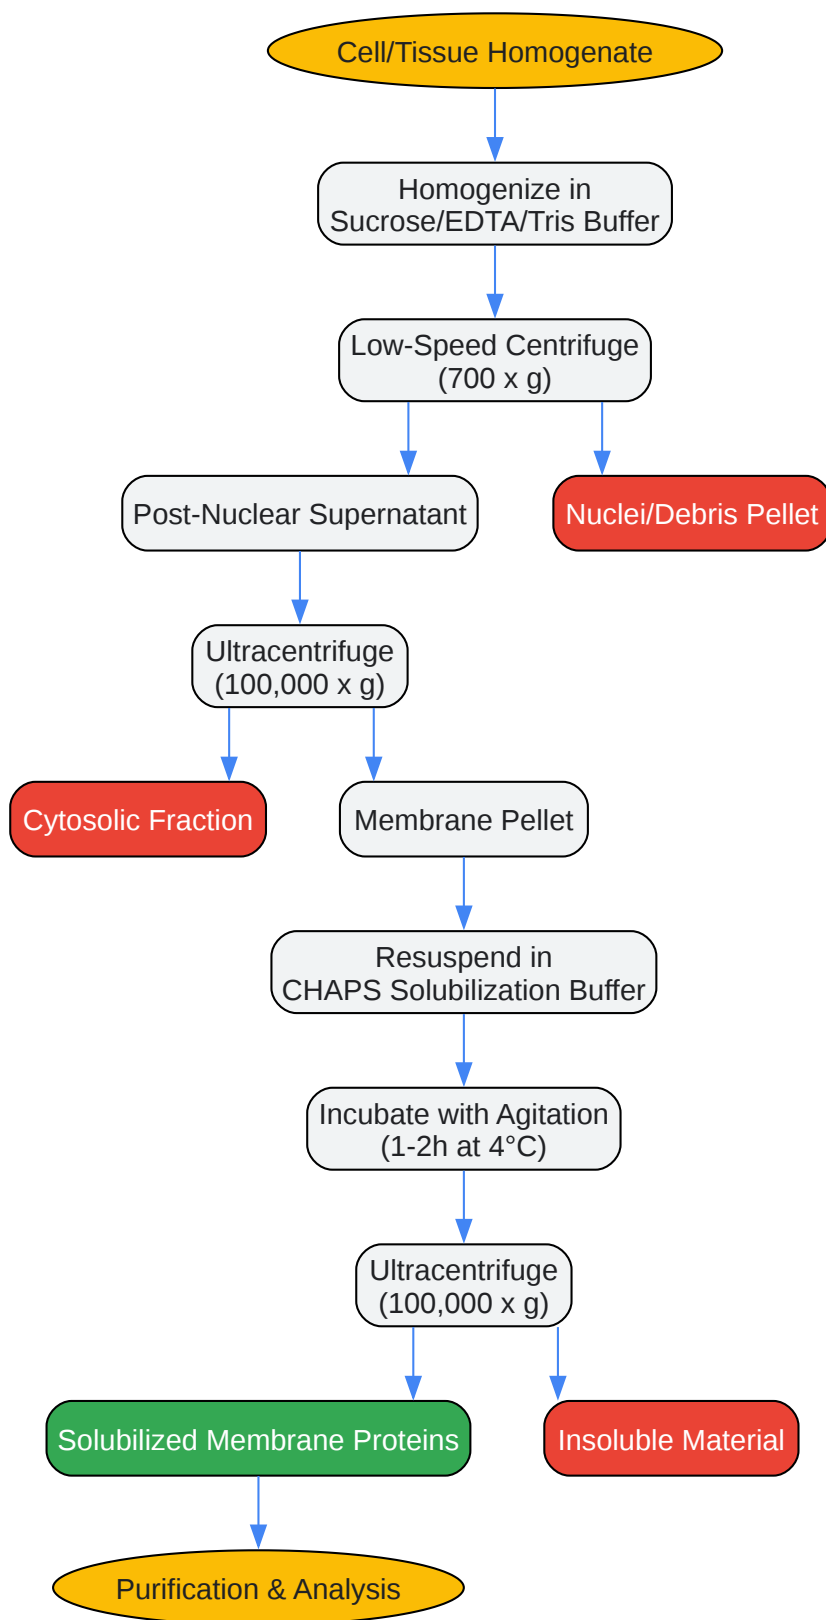 Cell/Tissue Homogenate
Homogenize in
Sucrose/EDTA/Tris Buffer
Low-Speed Centrifuge
(700 x g)
Post-Nuclear Supernatant
Nuclei/Debris Pellet
Ultracentrifuge
(100,000 x g)
Cytosolic Fraction
Membrane Pellet
Resuspend in
CHAPS Solubilization Buffer
Incubate with Agitation
(1-2h at 4°C)
Ultracentrifuge
(100,000 x g)
Solubilized Membrane Proteins
Insoluble Material
Purification & Analysis